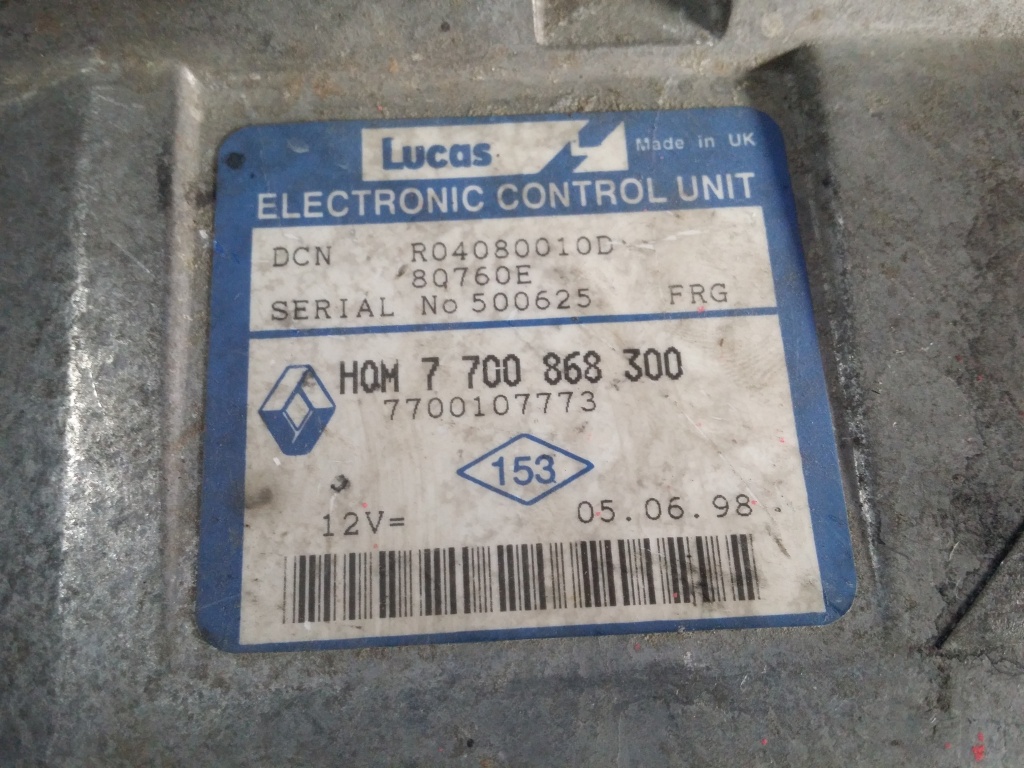 Lucas Made in UK
ELECTRONIC CONTROL UNIT
DCN R04080010D
80760E
SERIAL No 500625 FRG
HOM 7 700 868 300
7700107773
153
12V= 05.06.98